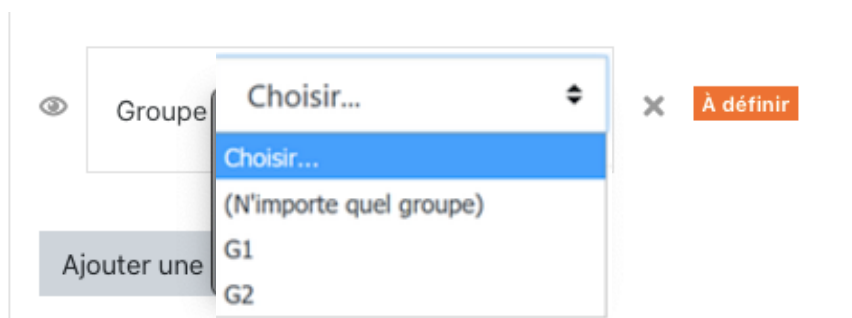 Groupe Choisir... À définir
Choisir...
(N'importe quel groupe)
G1
Ajouter une
G2